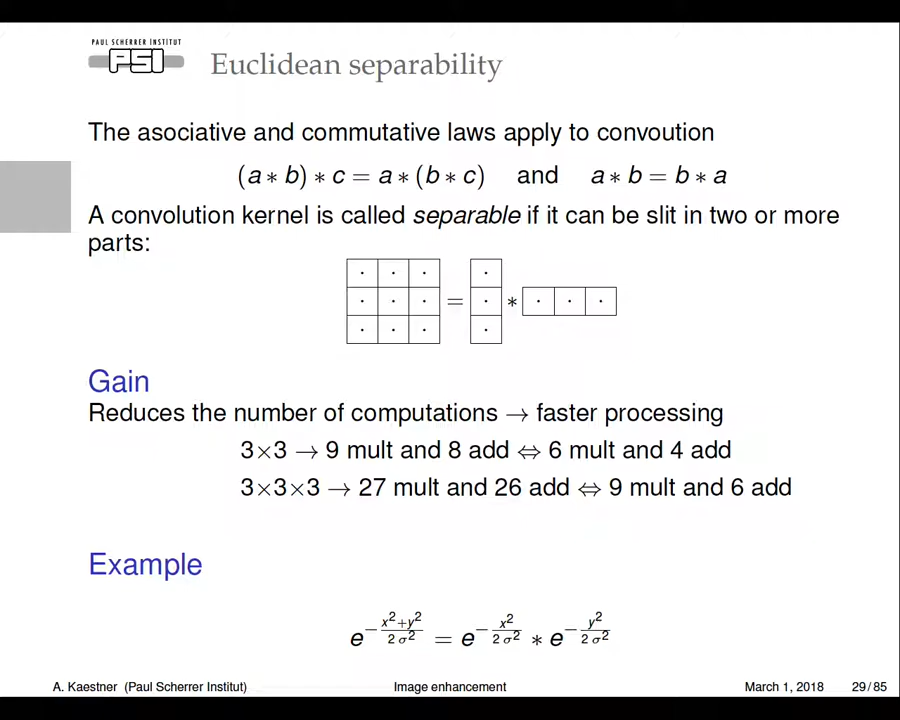 PAUL SCHERRER INSTITUT
PSI
Euclidean separability
The asociative and commutative laws apply to convoution
(a ∗ b) ∗ c = a ∗ (b ∗ c) and a ∗ b = b ∗ a
A convolution kernel is called separable if it can be slit in two or more
parts:
= ∗
Gain
Reduces the number of computations → faster processing
3×3 → 9 mult and 8 add ⇔ 6 mult and 4 add
3×3×3 → 27 mult and 26 add ⇔ 9 mult and 6 add
Example
e^{−\frac{x²+y²}{2σ²}} = e^{−\frac{x²}{2σ²}} ∗ e^{−\frac{y²}{2σ²}}
A. Kaestner (Paul Scherrer Institut) Image enhancement March 1, 2018 29/85